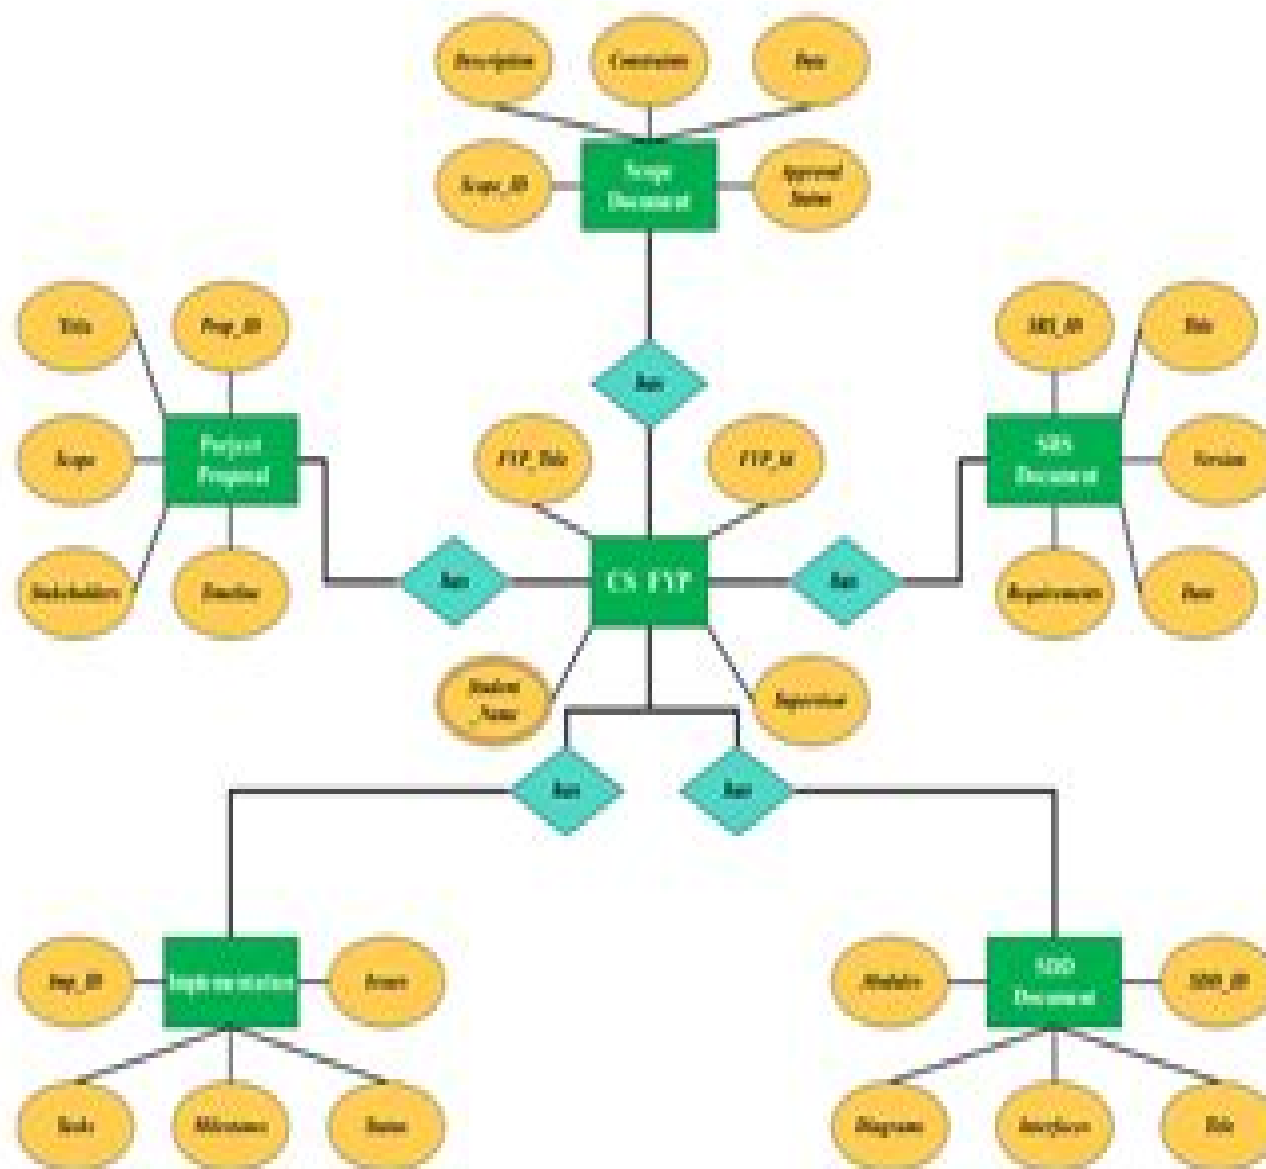 Description
Constraints
Date
Scope_ID
Scope
Document
Approval
Status
Title
Prop_ID
SRS_ID
Title
has
Scope
Porject
Proposal
FYP_Title
FYP_Id
SRS
Document
Version
has
CS FYP
has
Stakeholders
Timeline
Requirements
Date
Student
_Name
Supervisor
has
has
Imp_ID
Implementation
Issues
Modules
SDD
Document
SDD_ID
Tasks
Milestones
Status
Diagrams
Interfaces
Title